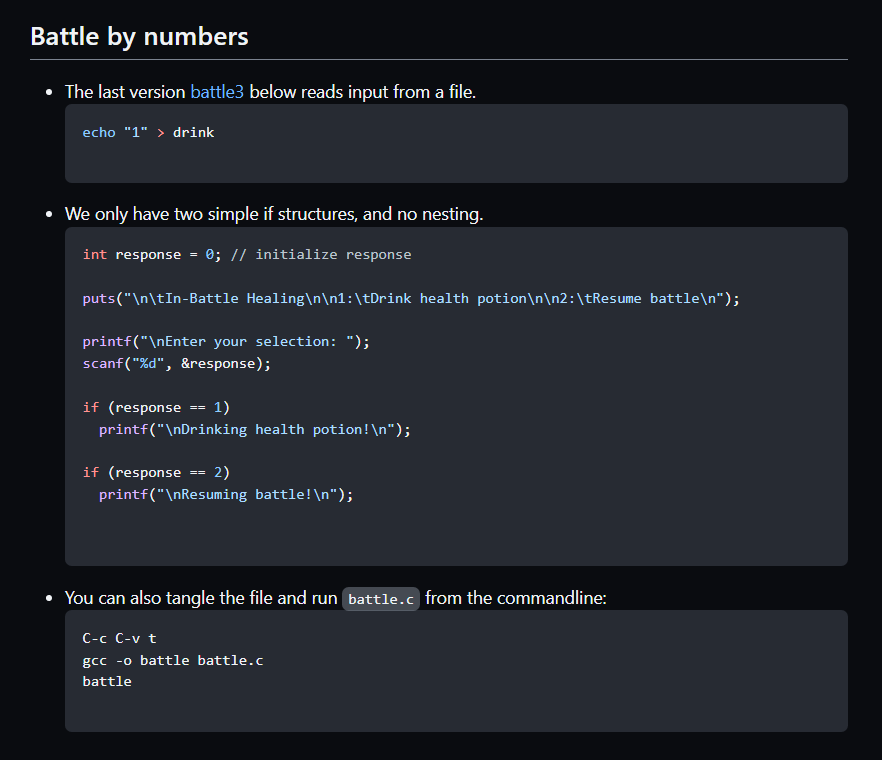 Battle by numbers
The last version battle3 below reads input from a file.
echo "1" > drink
We only have two simple if structures, and no nesting.
int response = 0; // initialize response
puts("\n\tIn-Battle Healing\n\n1:\tDrink health potion\n\n2:\tResume battle\n");
printf("\nEnter your selection: ");
scanf("%d", &response);
if (response == 1)
  printf("\nDrinking health potion!\n");
if (response == 2)
  printf("\nResuming battle!\n");
You can also tangle the file and run battle.c from the commandline:
C-c C-v t
gcc -o battle battle.c
battle